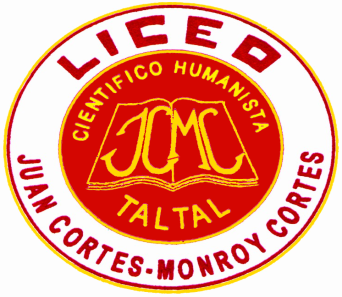 LICEO
CIENTIFICO HUMANISTA
JCMC
TALTAL
JUAN CORTES-MONROY CORTES